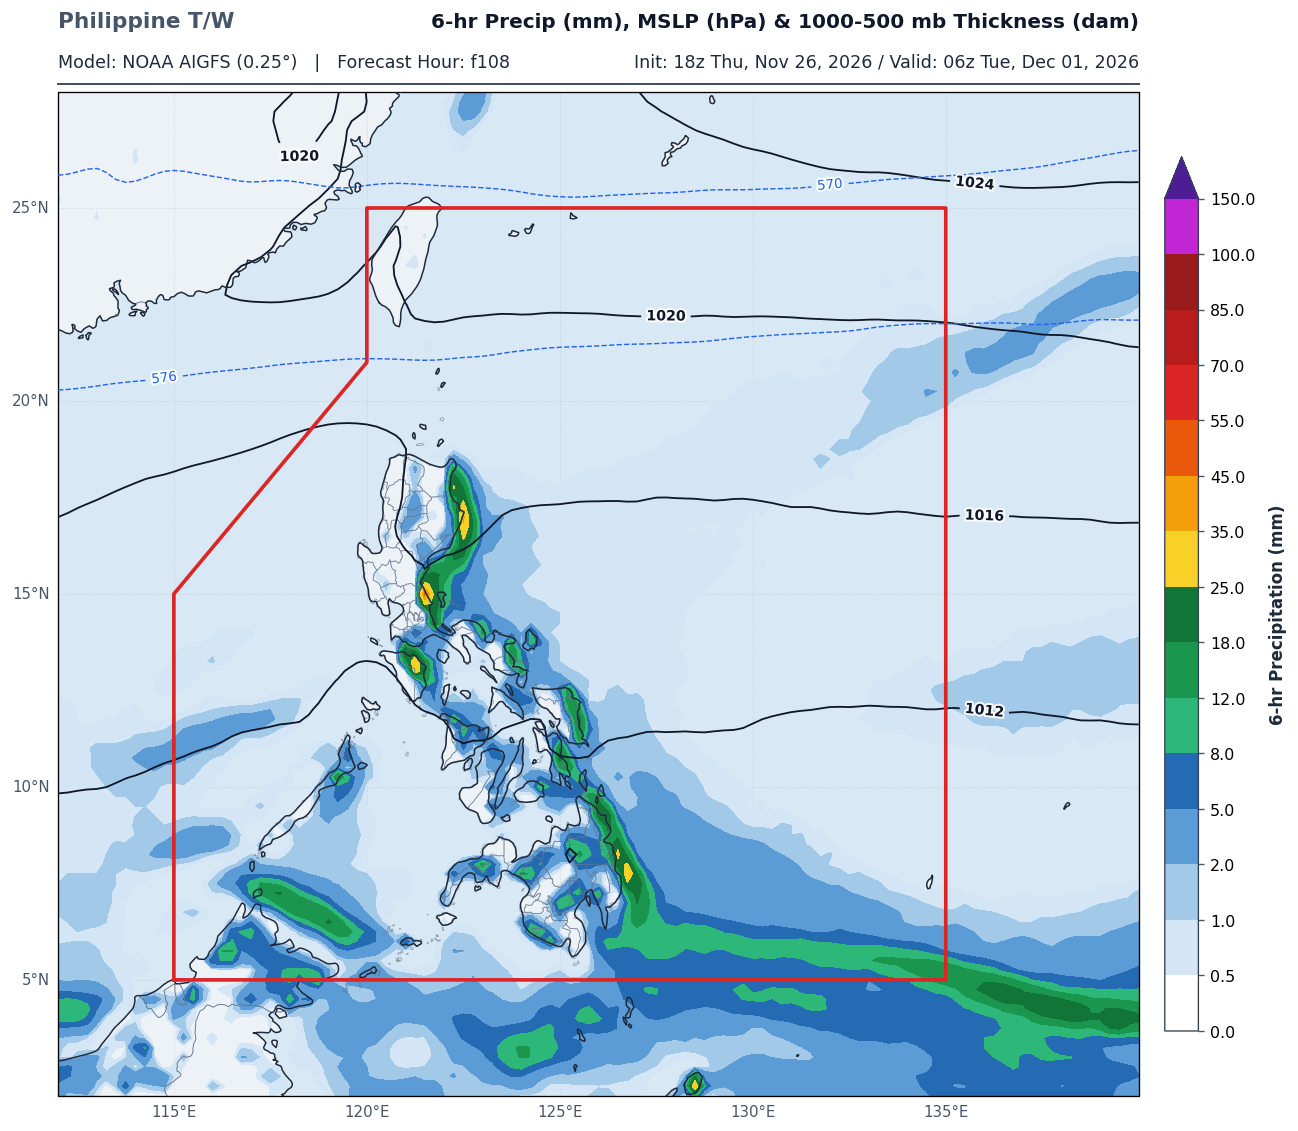 Philippine T/W
6-hr Precip (mm), MSLP (hPa) & 1000-500 mb Thickness (dam)
Model: NOAA AIGFS (0.25°) | Forecast Hour: f108
Init: 18z Thu, Nov 26, 2026 / Valid: 06z Tue, Dec 01, 2026
1020
570
1024
25°N
1020
576
20°N
1016
15°N
1012
10°N
5°N
115°E
120°E
125°E
130°E
135°E
150.0
100.0
85.0
70.0
55.0
45.0
35.0
25.0
18.0
12.0
8.0
5.0
2.0
1.0
0.5
0.0
6-hr Precipitation (mm)